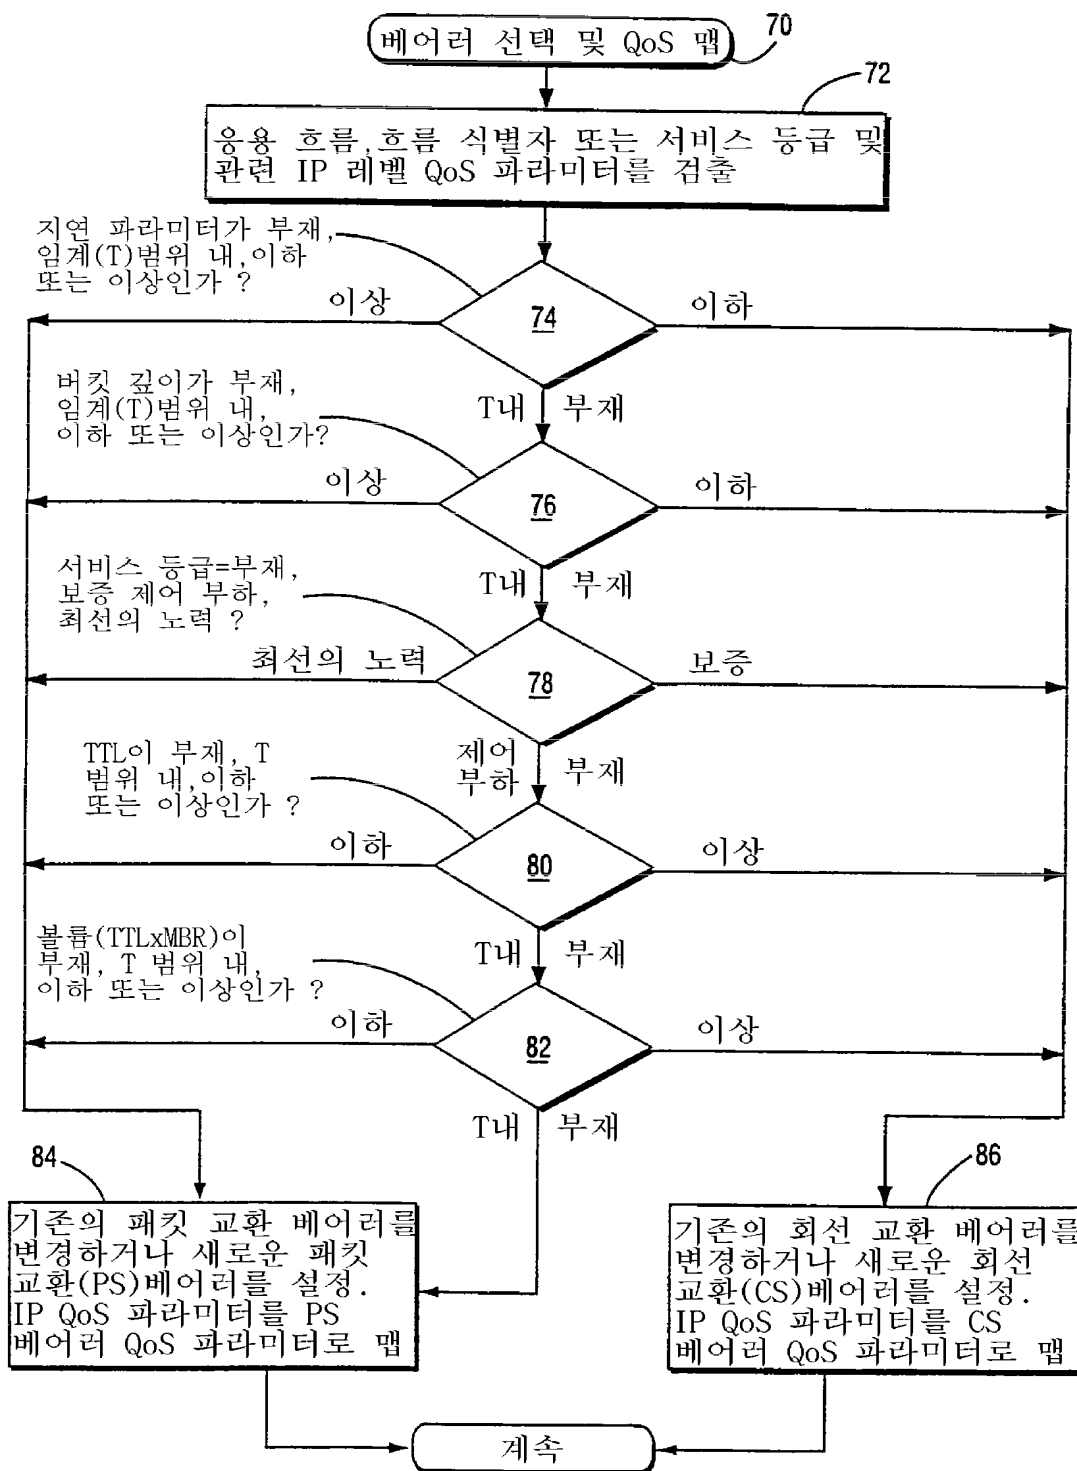 베어러 선택 및 QoS 맵
70
72
응용 흐름,흐름 식별자 또는 서비스 등급 및
관련 IP 레벨 QoS 파라미터를 검출
지연 파라미터가 부재,
임계(T)범위 내,이하
또는 이상인가 ?
이상
74
이하
T내
부재
버킷 깊이가 부재,
임계(T)범위 내,
이하 또는 이상인가?
이상
76
이하
T내
부재
서비스 등급=부재,
보증 제어 부하,
최선의 노력 ?
최선의 노력
78
보증
제어
부하
부재
TTL이 부재, T
범위 내,이하
또는 이상인가 ?
이하
80
이상
T내
부재
볼륨(TTLxMBR)이
부재, T 범위 내,
이하 또는 이상인가 ?
이하
82
이상
T내
부재
84
기존의 패킷 교환 베어러를
변경하거나 새로운 패킷
교환(PS)베어러를 설정.
IP QoS 파라미터를 PS
베어러 QoS 파라미터로 맵
86
기존의 회선 교환 베어러를
변경하거나 새로운 회선
교환(CS)베어러를 설정.
IP QoS 파라미터를 CS
베어러 QoS 파라미터로 맵
계속